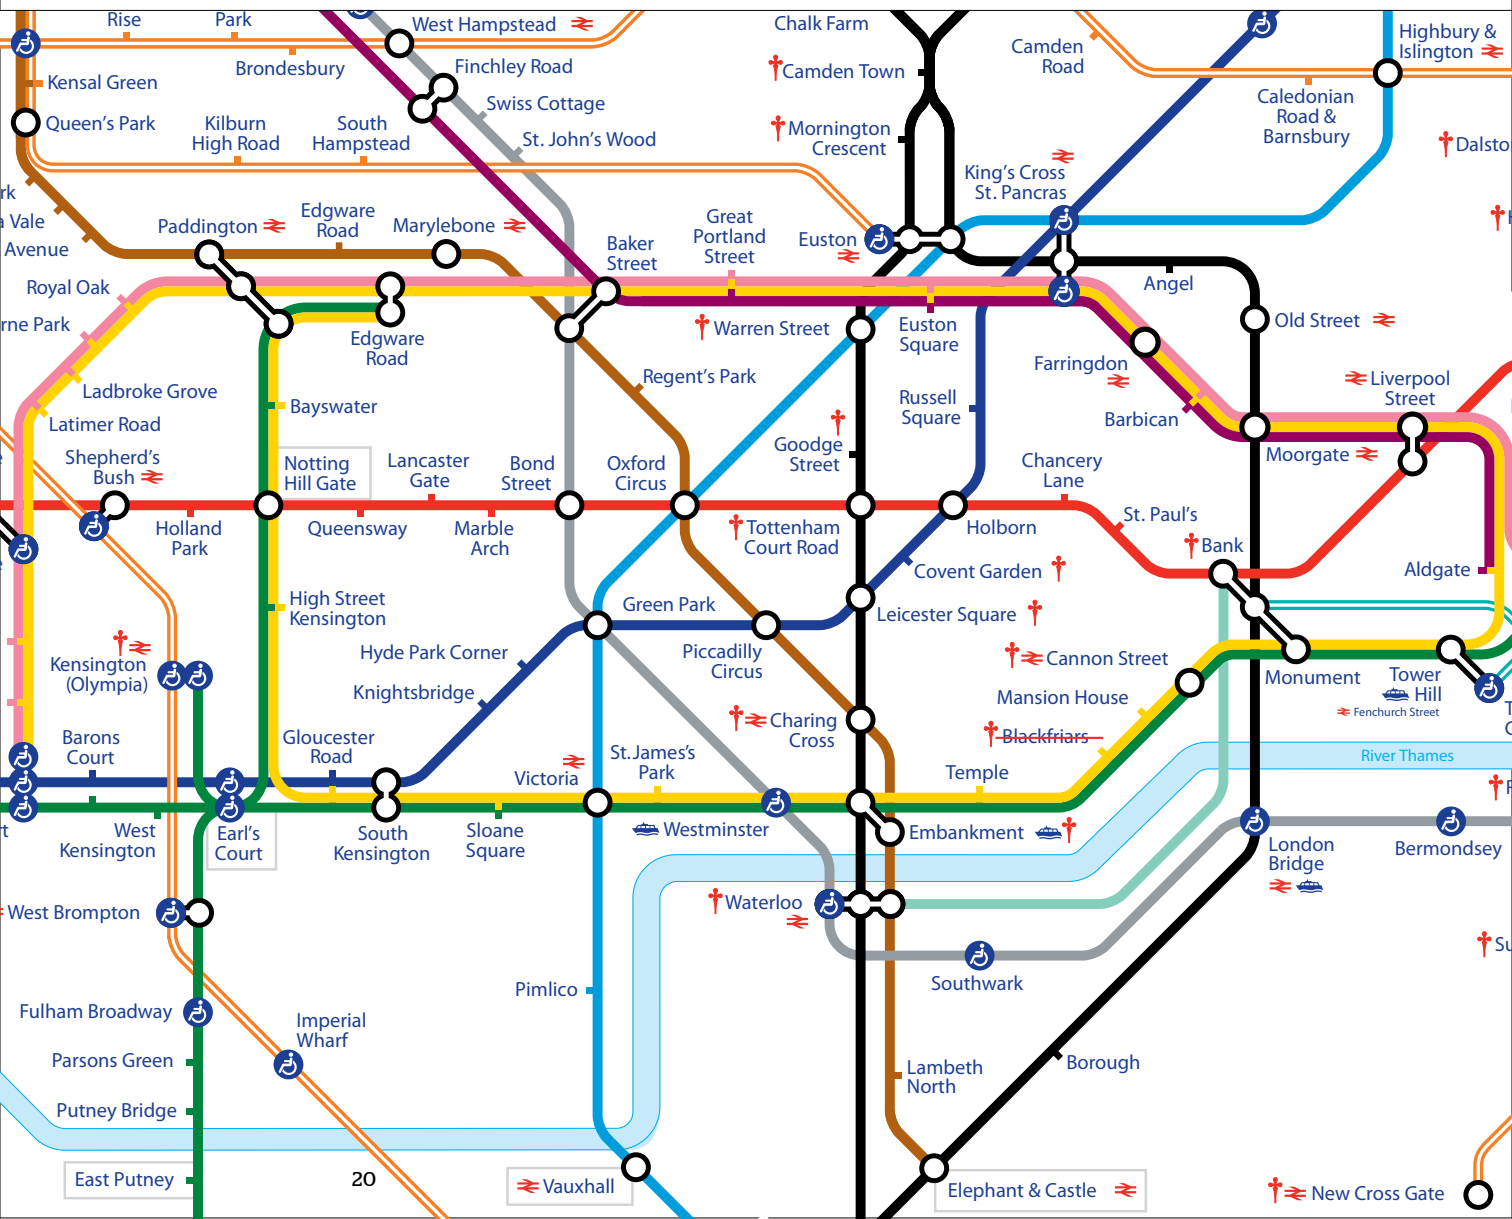 Rise
Park
West Hampstead
Chalk Farm
Highbury &
Islington
Brondesbury
Finchley Road
Camden Town
Camden
Road
Kensal Green
Swiss Cottage
Caledonian
Road &
Barnsbury
Queen's Park
Kilburn
High Road
South
Hampstead
St. John's Wood
Mornington
Crescent
Dalsto
King's Cross
St. Pancras
rk
a Vale
Avenue
Paddington
Edgware
Road
Marylebone
Baker
Street
Great
Portland
Street
Euston
Angel
Royal Oak
rne Park
Edgware
Road
Warren Street
Euston
Square
Old Street
Farringdon
Liverpool
Street
Ladbroke Grove
Latimer Road
Bayswater
Regent's Park
Russell
Square
Barbican
Moorgate
Shepherd's
Bush
Notting
Hill Gate
Lancaster
Gate
Bond
Street
Oxford
Circus
Goodge
Street
Chancery
Lane
Holland
Park
Queensway
Marble
Arch
Tottenham
Court Road
Holborn
St. Paul's
Bank
Covent Garden
Aldgate
High Street
Kensington
Green Park
Leicester Square
Kensington
(Olympia)
Hyde Park Corner
Piccadilly
Circus
Cannon Street
Knightsbridge
Mansion House
Monument
Tower
Hill
Fenchurch Street
Barons
Court
Gloucester
Road
Charing
Cross
Blackfriars
River Thames
Victoria
St.James's
Park
Temple
West
Kensington
Earl's
Court
South
Kensington
Sloane
Square
Westminster
Embankment
London
Bridge
Bermondsey
West Brompton
Waterloo
Su
Southwark
Pimlico
Fulham Broadway
Imperial
Wharf
Parsons Green
Lambeth
North
Borough
Putney Bridge
East Putney
20
Vauxhall
Elephant & Castle
New Cross Gate